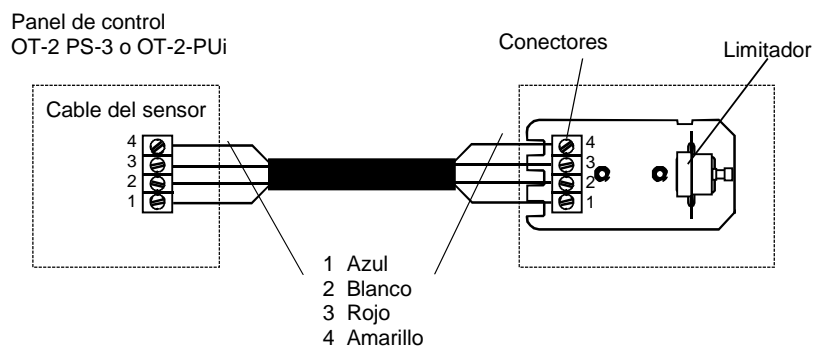 Panel de control
OT-2 PS-3 o OT-2-PUi
Conectores
Limitador
Cable del sensor
4
3
2
1
4
3
2
1
1 Azul
2 Blanco
3 Rojo
4 Amarillo